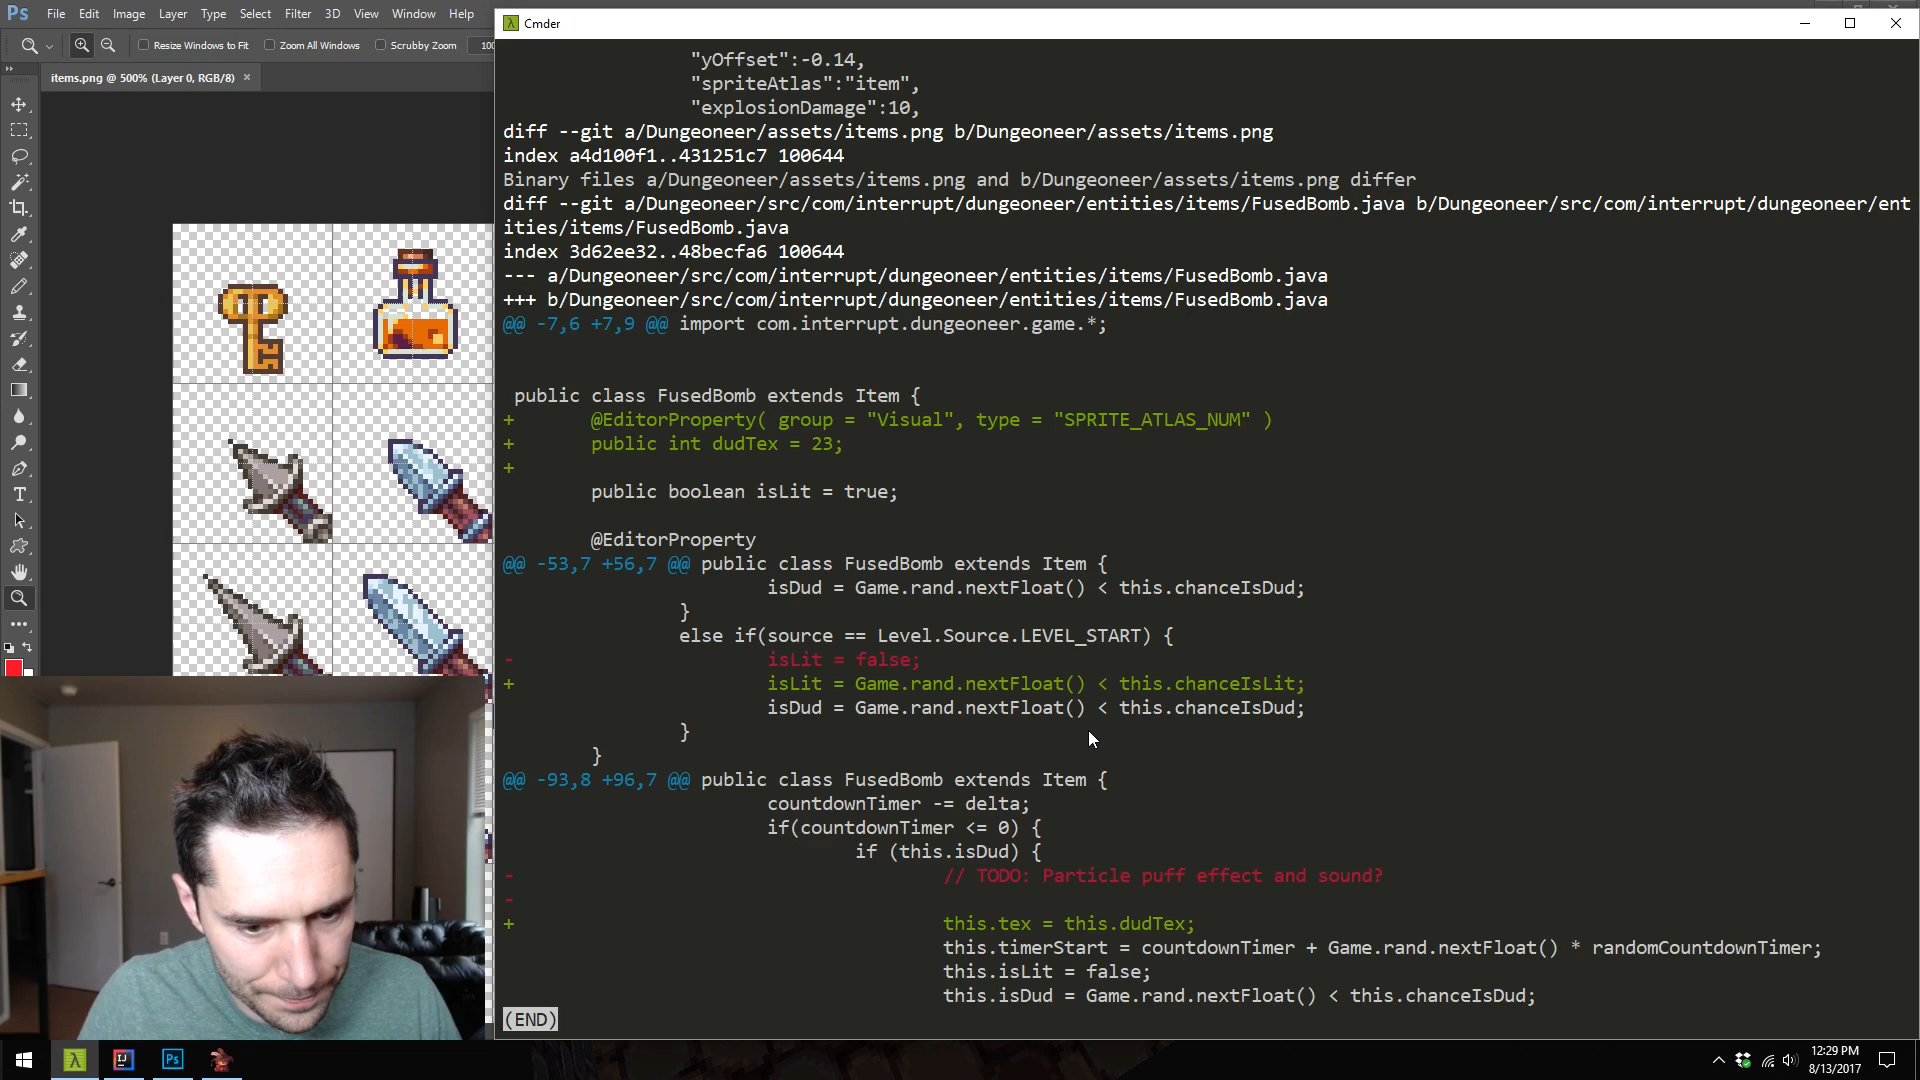 Ps File Edit Image Layer Type Select Filter 3D View Window Help
Resize Windows to Fit Zoom All Windows Scrubby Zoom
items.png @ 500% (Layer 0, RGB/8) ×
Cmder
"yOffset":-0.14,
"spriteAtlas":"item",
"explosionDamage":10,
diff --git a/Dungeoneer/assets/items.png b/Dungeoneer/assets/items.png
index a4d100f1..431251c7 100644
Binary files a/Dungeoneer/assets/items.png and b/Dungeoneer/assets/items.png differ
diff --git a/Dungeoneer/src/com/interrupt/dungeoneer/entities/items/FusedBomb.java b/Dungeoneer/src/com/interrupt/dungeoneer/ent
ities/items/FusedBomb.java
index 3d62ee32..48becfa6 100644
--- a/Dungeoneer/src/com/interrupt/dungeoneer/entities/items/FusedBomb.java
+++ b/Dungeoneer/src/com/interrupt/dungeoneer/entities/items/FusedBomb.java
@@ -7,6 +7,9 @@ import com.interrupt.dungeoneer.game.*;
public class FusedBomb extends Item {
+ @EditorProperty( group = "Visual", type = "SPRITE_ATLAS_NUM" )
+ public int dudTex = 23;
+
public boolean isLit = true;
@EditorProperty
@@ -53,7 +56,7 @@ public class FusedBomb extends Item {
isDud = Game.rand.nextFloat() < this.chanceIsDud;
}
else if(source == Level.Source.LEVEL_START) {
- isLit = false;
+ isLit = Game.rand.nextFloat() < this.chanceIsLit;
isDud = Game.rand.nextFloat() < this.chanceIsDud;
}
}
@@ -93,8 +96,7 @@ public class FusedBomb extends Item {
countdownTimer -= delta;
if(countdownTimer <= 0) {
if (this.isDud) {
- // TODO: Particle puff effect and sound?
-
+ this.tex = this.dudTex;
this.timerStart = countdownTimer + Game.rand.nextFloat() * randomCountdownTimer;
this.isLit = false;
this.isDud = Game.rand.nextFloat() < this.chanceIsDud;
(END)
12:29 PM
8/13/2017